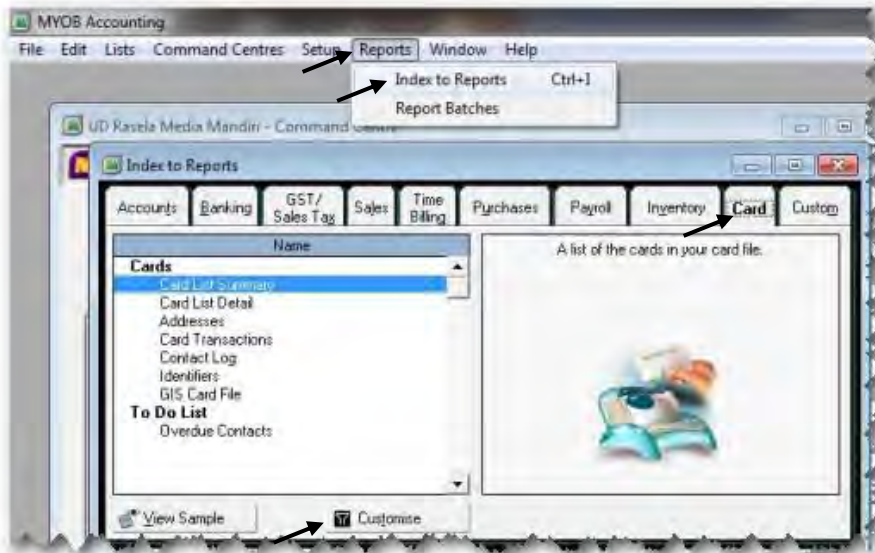 MYOB Accounting
File Edit Lists Command Centres Setup Reports Window Help
Index to Reports Ctrl+I
Report Batches
UD Rasela Media Mandiri - Command Centre
Index to Reports
Accounts Banking GST/ Sales Tax Sales Time Billing Purchases Payroll Inventory Card Custom
Name
A list of the cards in your card file.
Cards
Card List Summary
Card List Detail
Addresses
Card Transactions
Contact Log
Identifiers
GIS Card File
To Do List
Overdue Contacts
View Sample Customise